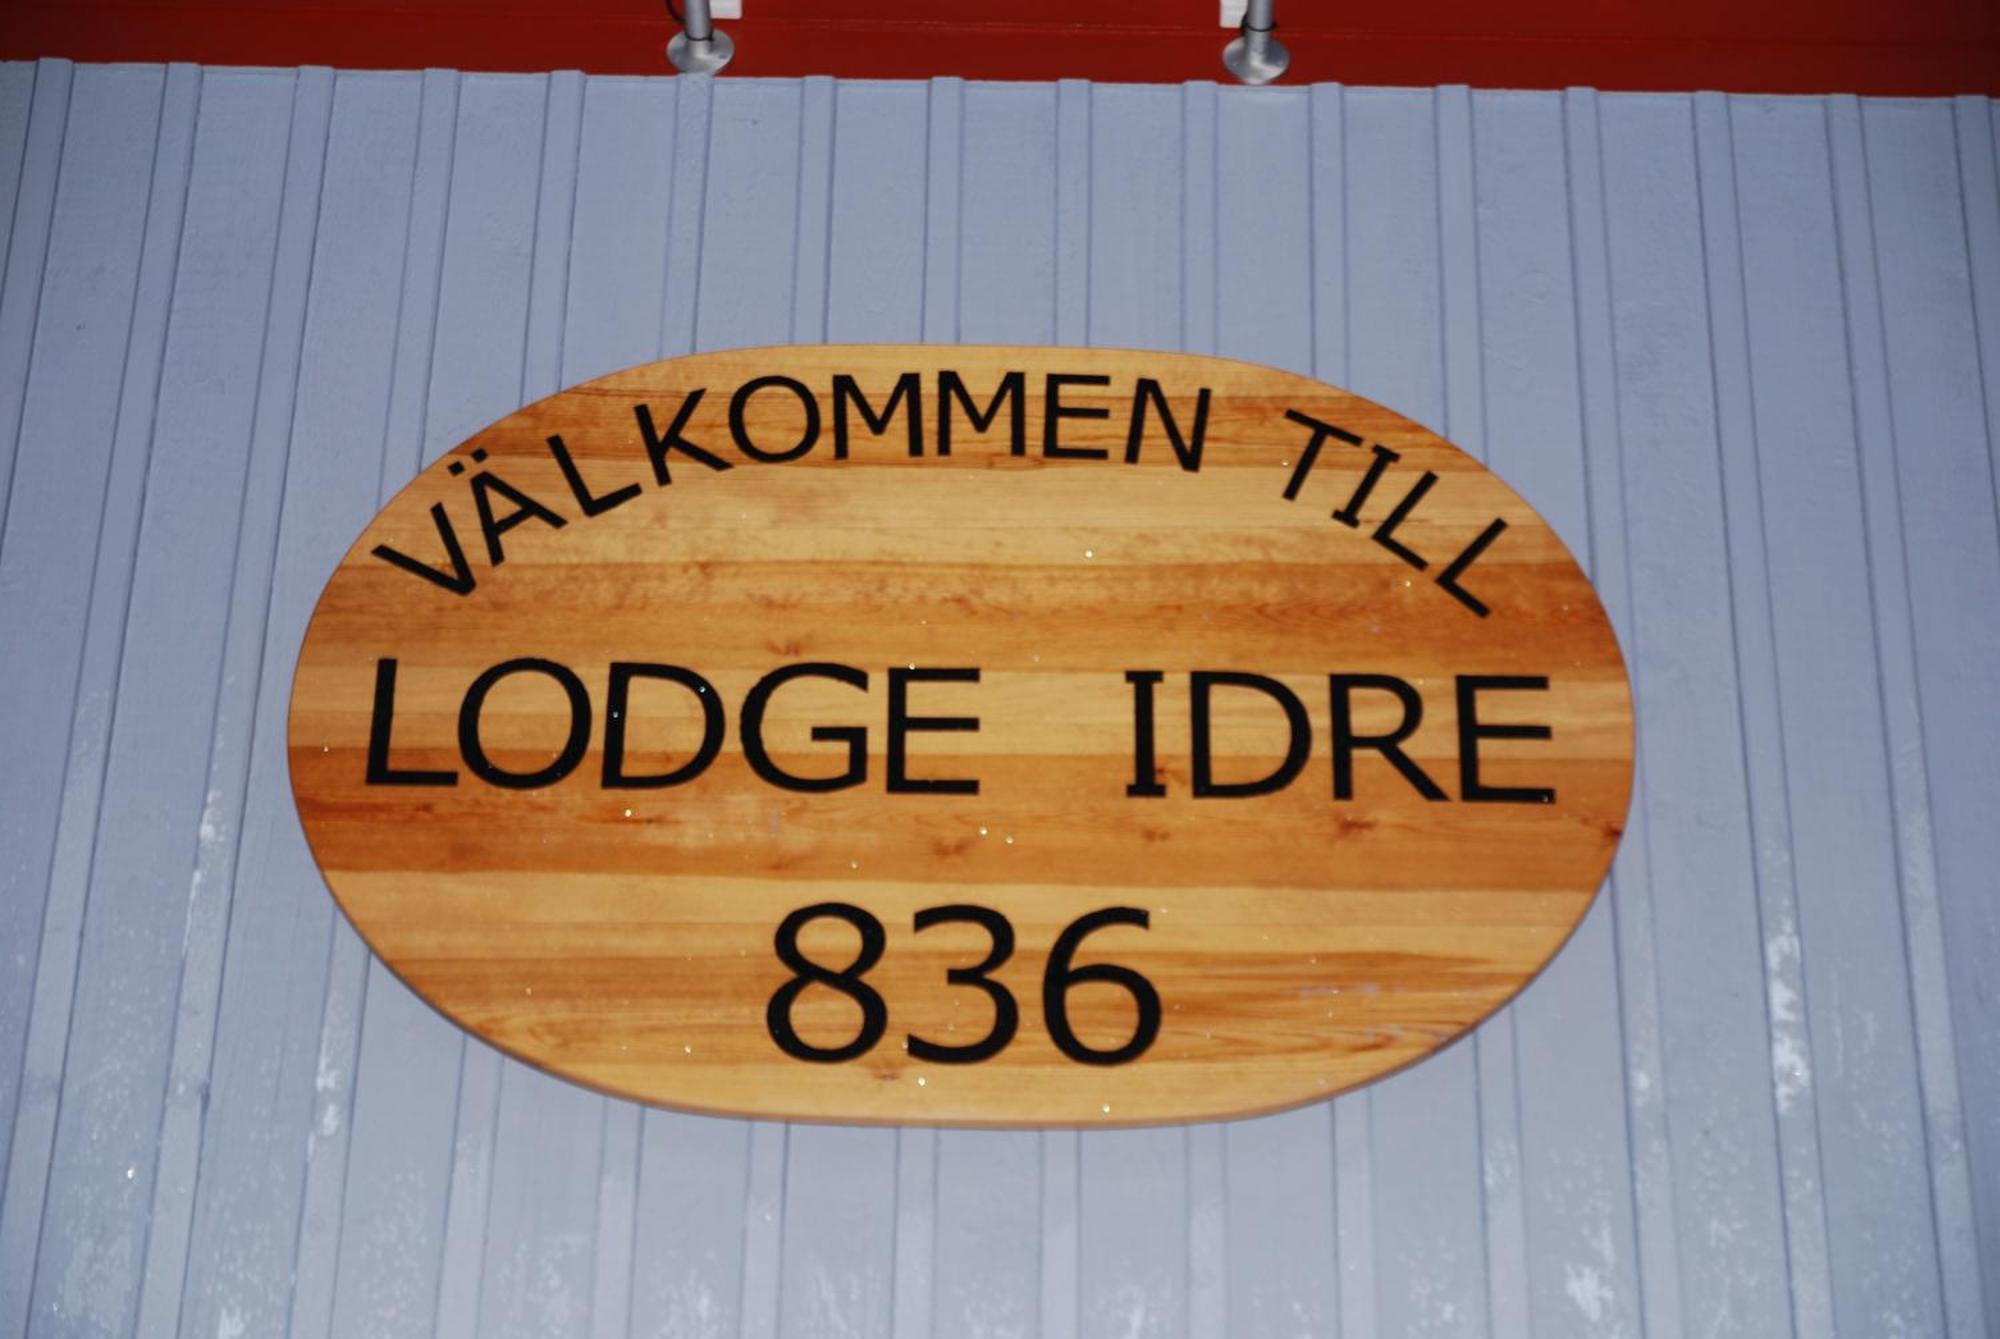 VÄLKOMMEN TILL
LODGE IDRE
836